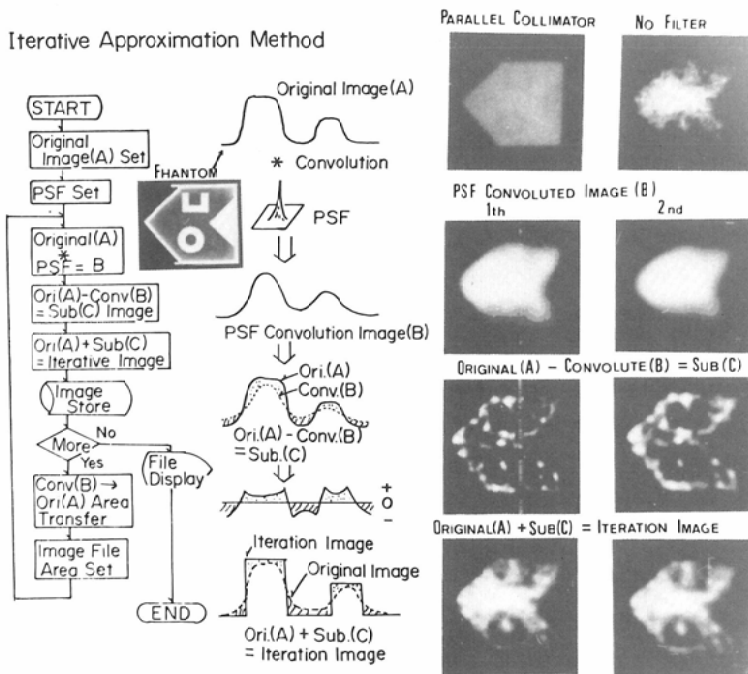 Iterative Approximation Method
START
Original
Image(A) Set
PSF Set
Original(A)
*
PSF = B
Ori(A)-Conv(B)
= Sub(C) Image
Ori(A)+Sub(C)
= Iterative Image
Image
Store
More
No
Yes
Conv(B) →
Ori(A) Area
Transfer
Image File
Area Set
File
Display
END
FHANTOM
Original Image(A)
* Convolution
PSF
PSF Convolution Image(B)
Ori.(A)
Conv.(B)
Ori.(A) - Conv.(B)
= Sub.(C)
+
0
-
Iteration Image
Original Image
Ori.(A) + Sub.(C)
= Iteration Image
PARALLEL COLLIMATOR
NO FILTER
PSF CONVOLUTED IMAGE (B)
1th
2nd
ORIGINAL(A) - CONVOLUTE(B) = SUB(C)
ORIGINAL(A) + SUB(C) = ITERATION IMAGE